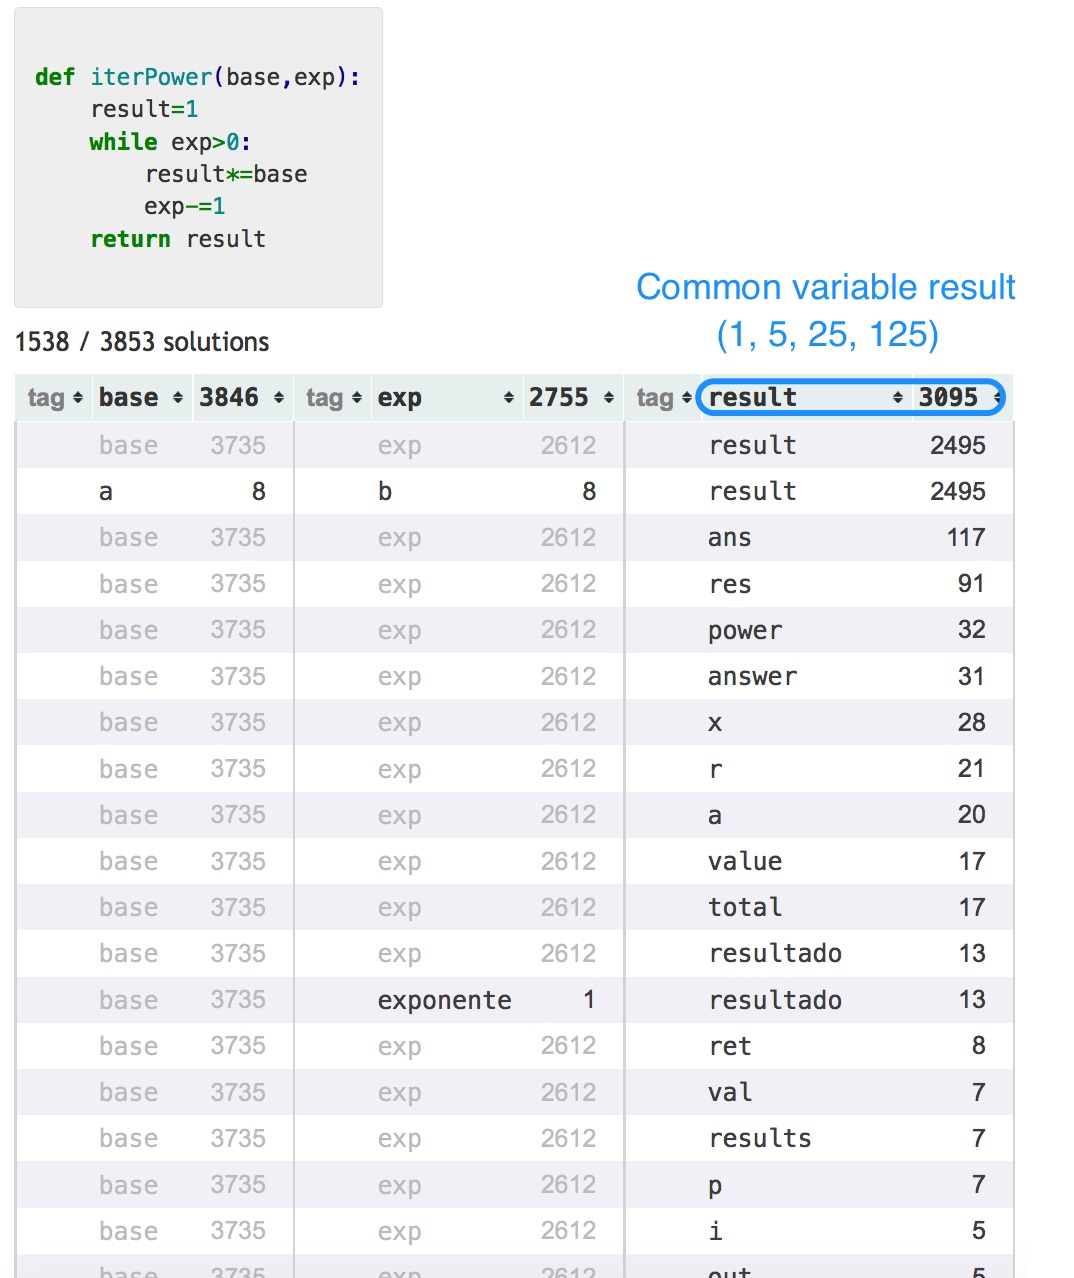 def iterPower(base,exp):
    result=1
    while exp>0:
        result*=base
        exp-=1
    return result
Common variable result
(1, 5, 25, 125)
1538 / 3853 solutions
tag base 3846 tag exp 2755 tag result 3095
base 3735 exp 2612 result 2495
a 8 b 8 result 2495
base 3735 exp 2612 ans 117
base 3735 exp 2612 res 91
base 3735 exp 2612 power 32
base 3735 exp 2612 answer 31
base 3735 exp 2612 x 28
base 3735 exp 2612 r 21
base 3735 exp 2612 a 20
base 3735 exp 2612 value 17
base 3735 exp 2612 total 17
base 3735 exp 2612 resultado 13
base 3735 exponente 1 resultado 13
base 3735 exp 2612 ret 8
base 3735 exp 2612 val 7
base 3735 exp 2612 results 7
base 3735 exp 2612 p 7
base 3735 exp 2612 i 5
base 3735 exp 2612 out 5